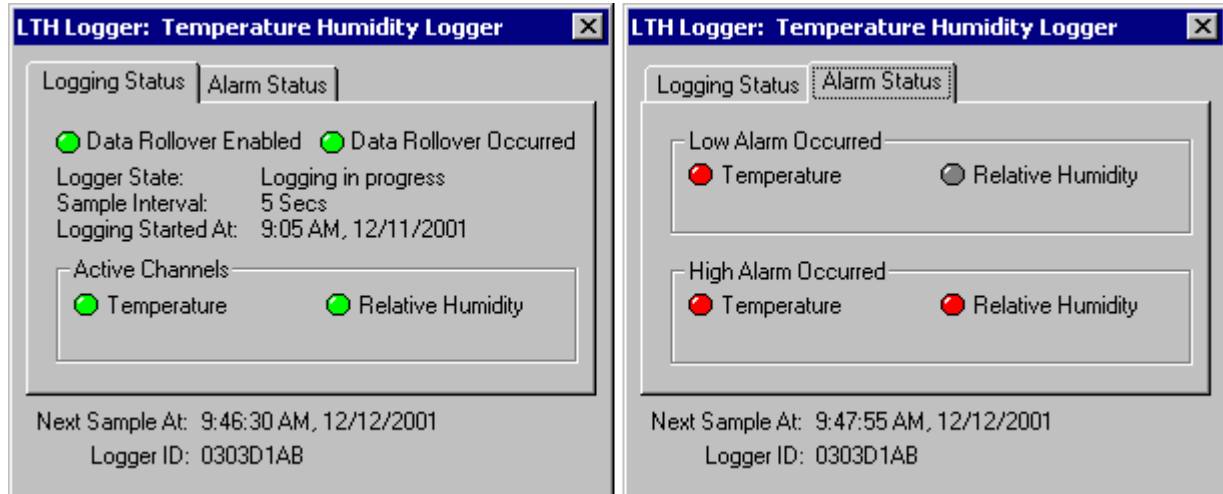 LTH Logger: Temperature Humidity Logger
Logging Status Alarm Status
Data Rollover Enabled Data Rollover Occurred
Logger State: Logging in progress
Sample Interval: 5 Secs
Logging Started At: 9:05 AM, 12/11/2001
Active Channels
Temperature Relative Humidity
Next Sample At: 9:46:30 AM, 12/12/2001
Logger ID: 0303D1AB
LTH Logger: Temperature Humidity Logger
Logging Status Alarm Status
Low Alarm Occurred
Temperature Relative Humidity
High Alarm Occurred
Temperature Relative Humidity
Next Sample At: 9:47:55 AM, 12/12/2001
Logger ID: 0303D1AB